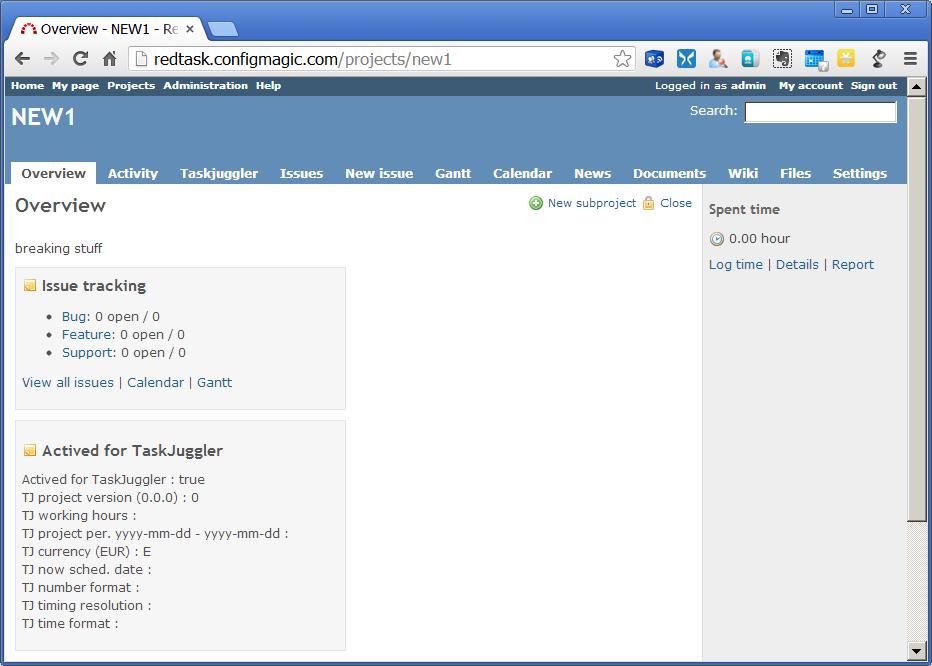 Overview - NEW1 - Re
redtask.configmagic.com/projects/new1
Home My page Projects Administration Help Logged in as admin My account Sign out
NEW1 Search:
Overview Activity Taskjuggler Issues New issue Gantt Calendar News Documents Wiki Files Settings
Overview New subproject Close
Spent time
0.00 hour
Log time | Details | Report
breaking stuff
Issue tracking
• Bug: 0 open / 0
• Feature: 0 open / 0
• Support: 0 open / 0
View all issues | Calendar | Gantt
Actived for TaskJuggler
Actived for TaskJuggler : true
TJ project version (0.0.0) : 0
TJ working hours :
TJ project per. yyyy-mm-dd - yyyy-mm-dd :
TJ currency (EUR) : E
TJ now sched. date :
TJ number format :
TJ timing resolution :
TJ time format :